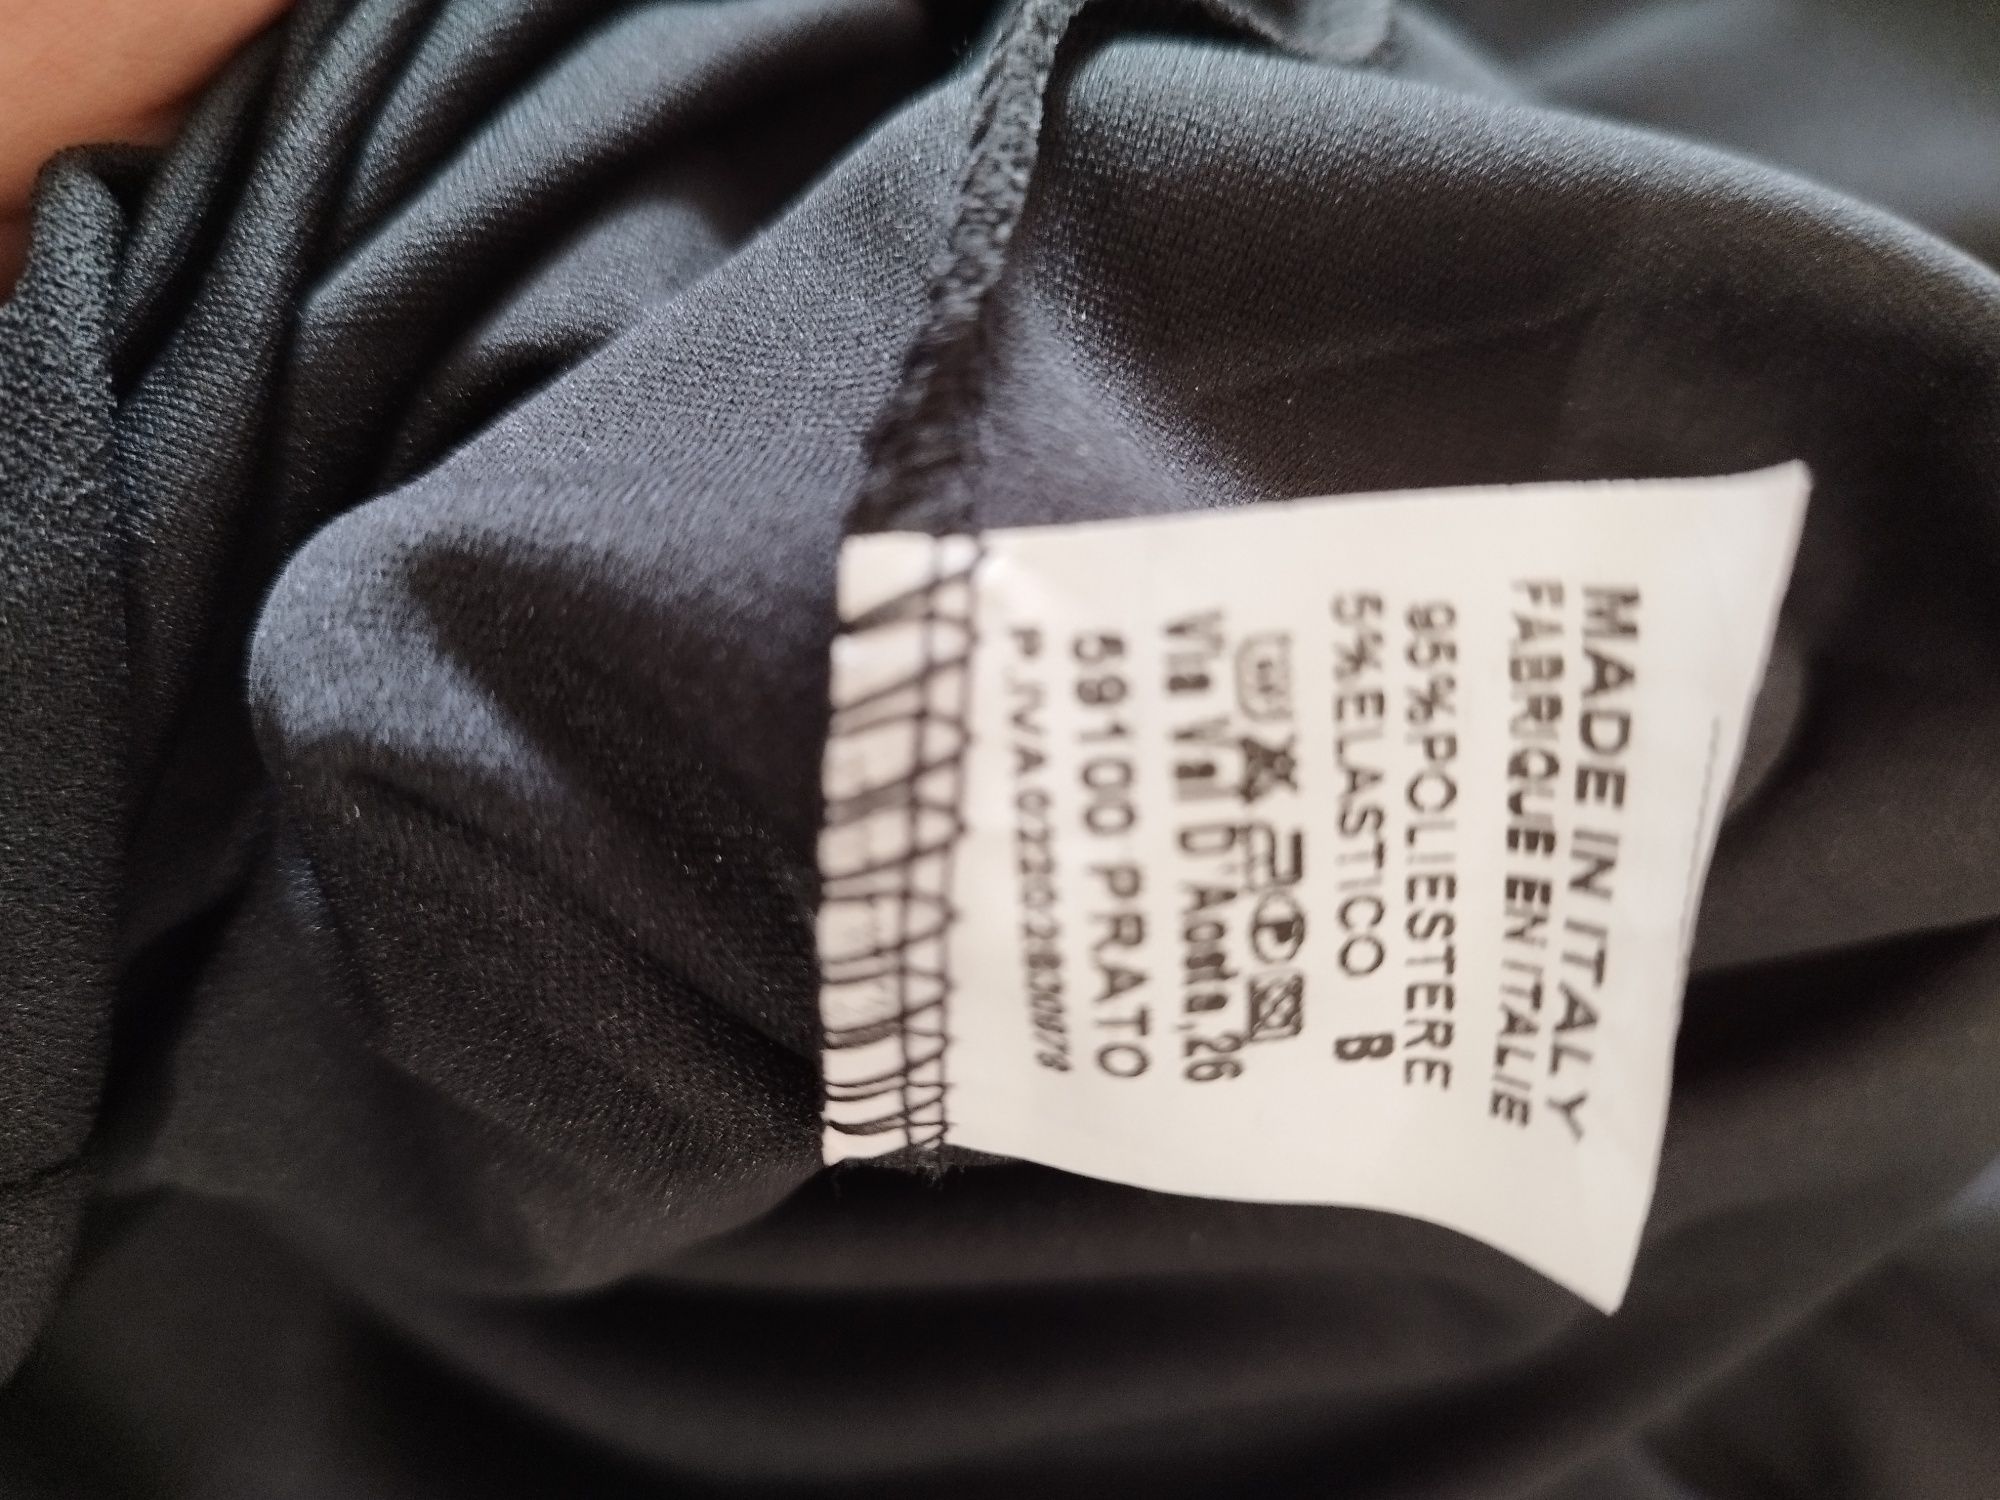 MADE IN ITALY
FABRIQUE EN ITALIE
95%POLIESTERE
5%ELASTICO B
Via Val D'Aosta,26
59100 PRATO